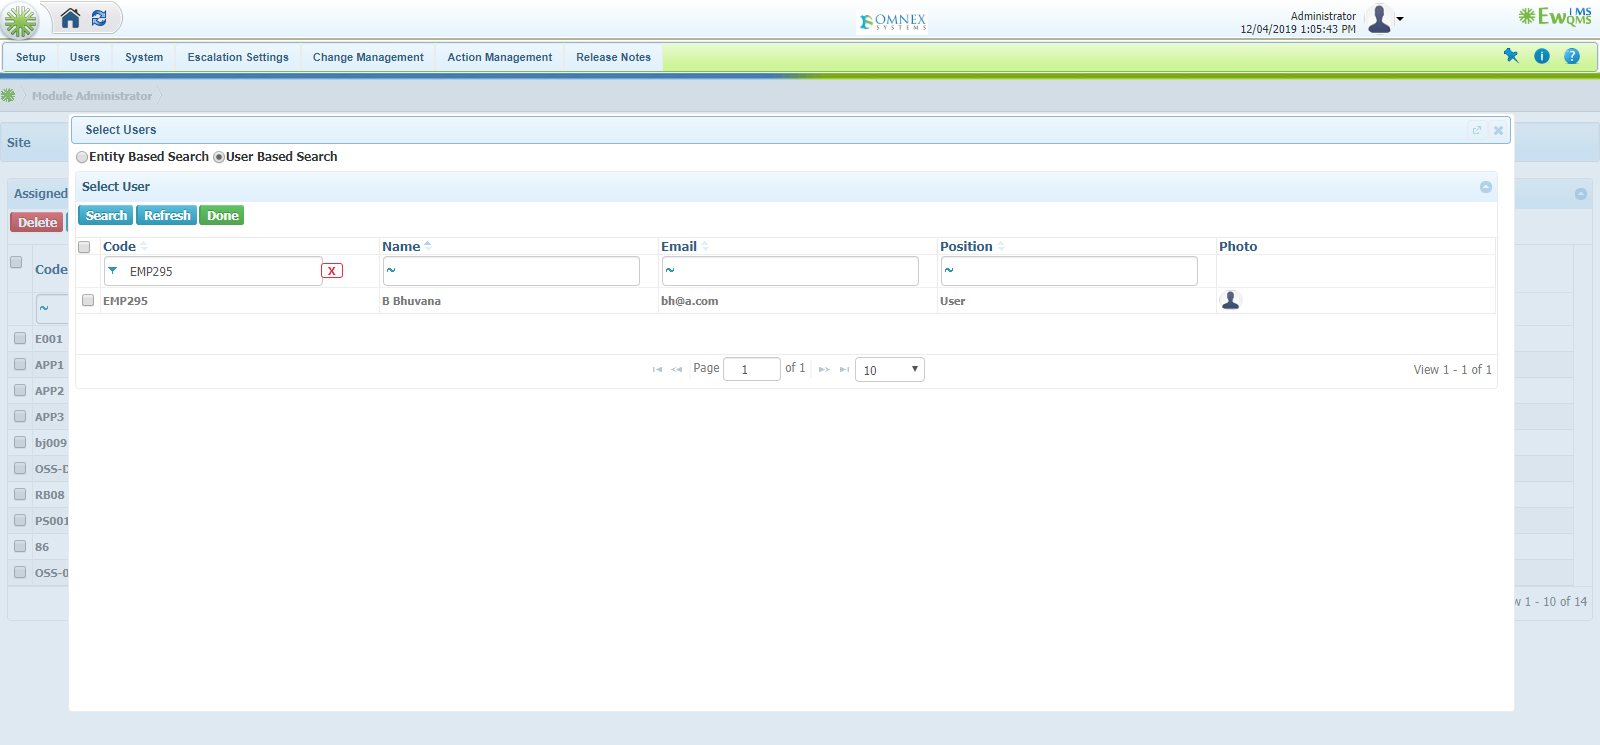 OMNEX
SYSTEMS
Administrator
12/04/2019 1:05:43 PM
EwQMS
IMS
Setup Users System Escalation Settings Change Management Action Management Release Notes
Module Administrator
Select Users
Site
Entity Based Search User Based Search
Select User
Assigned
Search Refresh Done
Delete
Code Name Email Position Photo
Code
~ EMP295 X ~ ~ ~
EMP295 B Bhuvana bh@a.com User
E001
APP1
Page 1 of 1 10 View 1 - 1 of 1
APP2
APP3
bj009
OSS-D
RB08
PS001
86
OSS-0
1 - 10 of 14